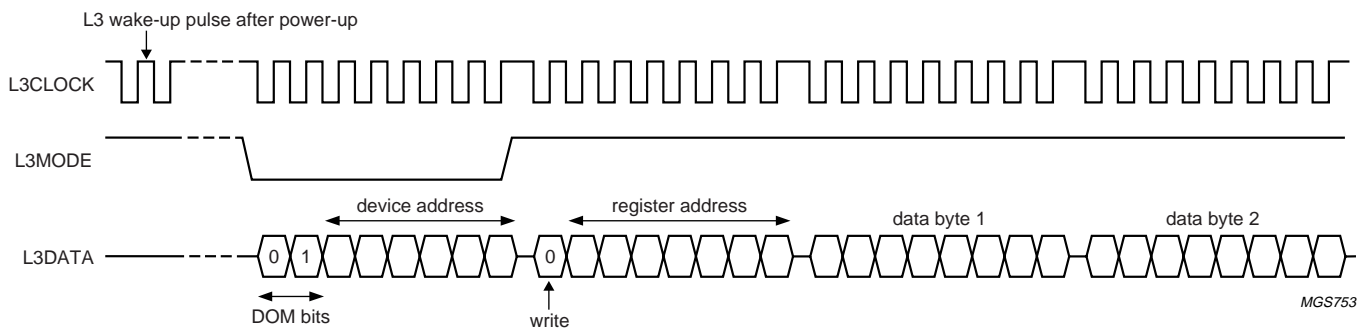 L3 wake-up pulse after power-up
L3CLOCK
L3MODE
device address
register address
data byte 1
data byte 2
L3DATA
0 1
0
DOM bits
write
MGS753